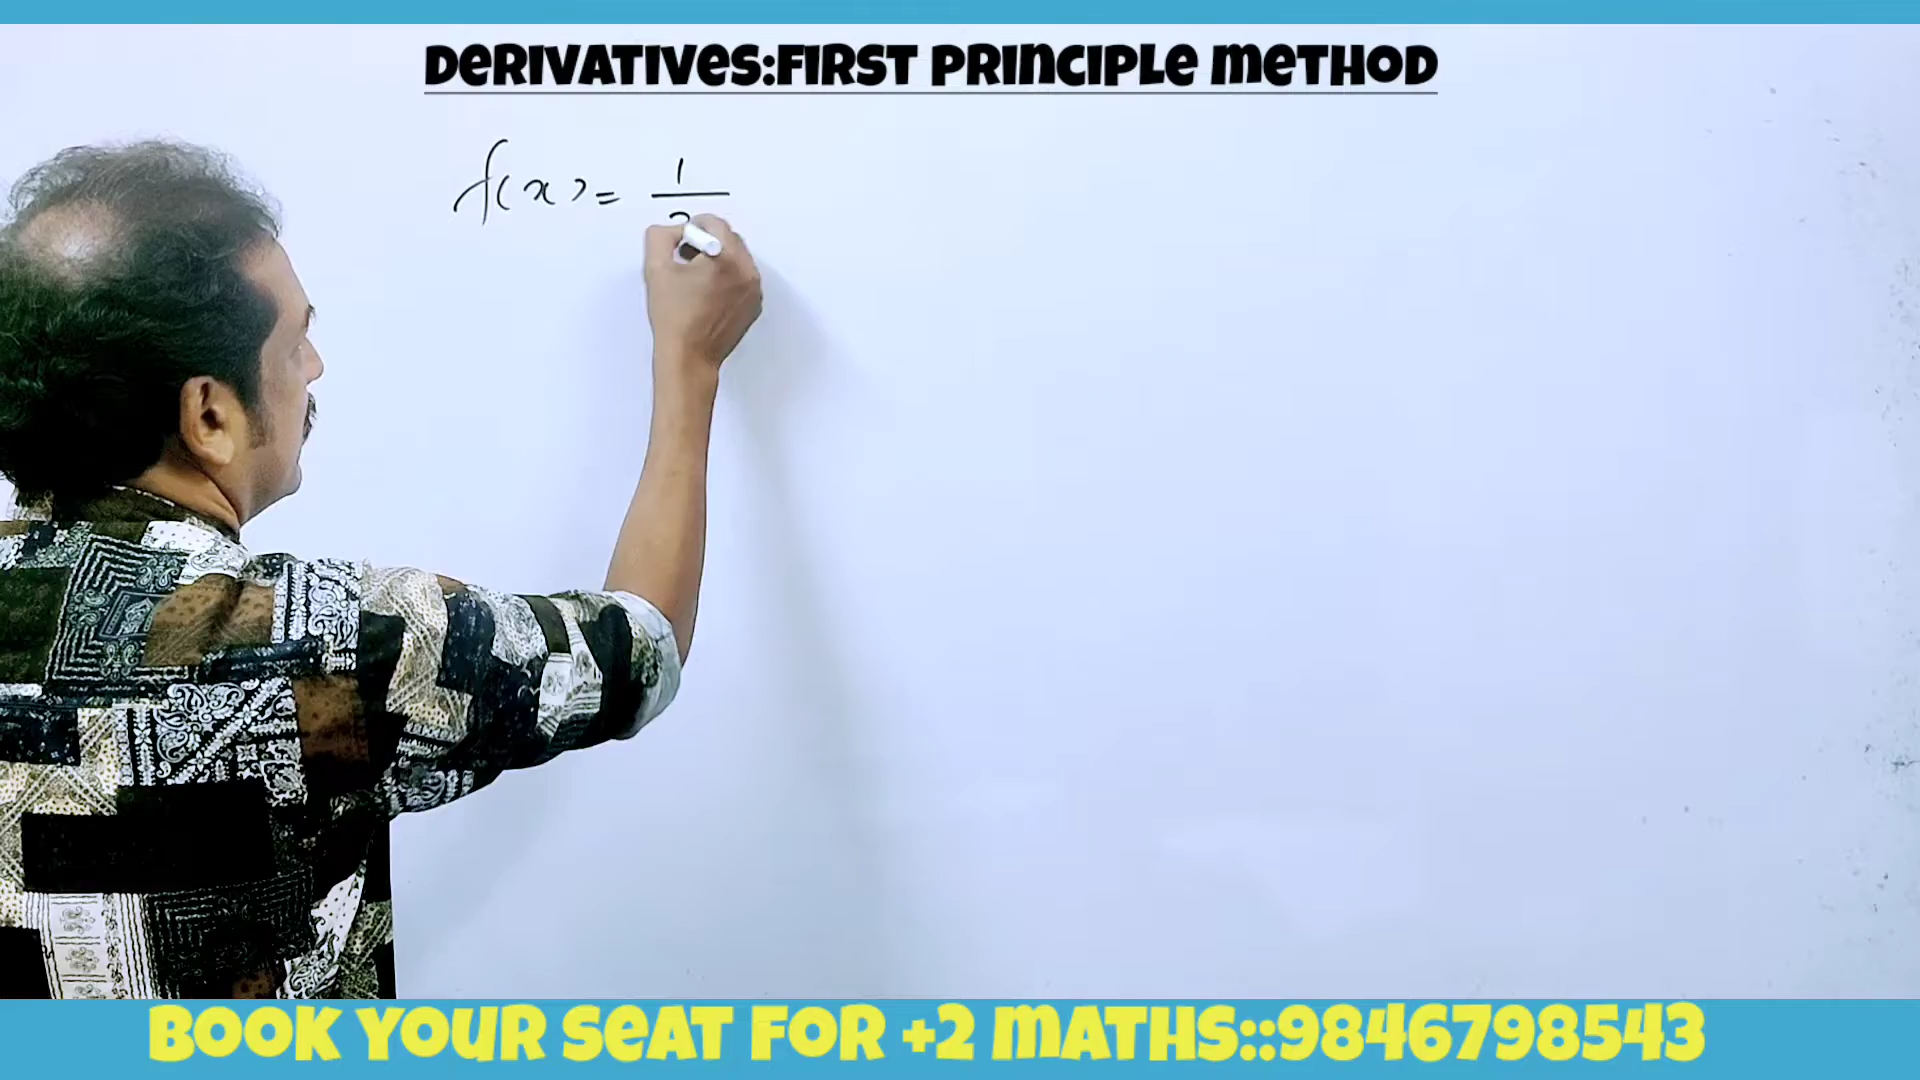 DERIVATIVES:FIRST PRINCIPLE METHOD
f(x) = 1
BOOK YOUR SEAT FOR +2 MATHS::9846798543